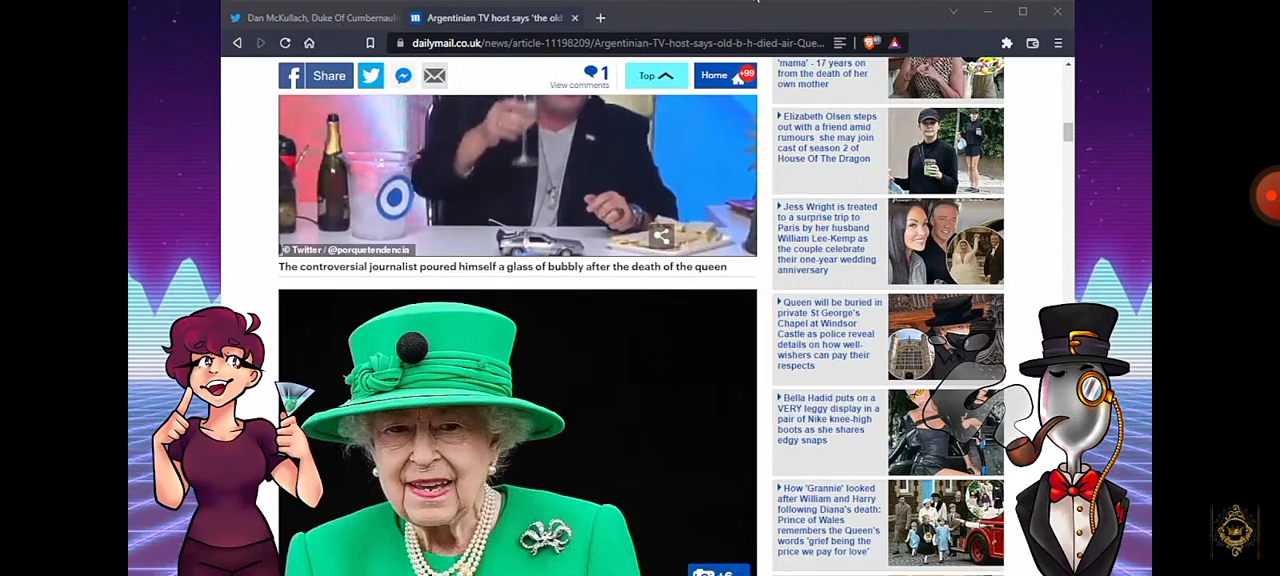 Dan McKullach, Duke Of Cumbernaul
Argentinian TV host says 'the old
dailymail.co.uk/news/article-11198209/Argentinian-TV-host-says-old-b-h-died-air-Que...
Share
1
View comments
Top
Home
+99
© Twitter / @porquetendencia
The controversial journalist poured himself a glass of bubbly after the death of the queen
+6
'mama' - 17 years on
from the death of her
own mother
Elizabeth Olsen steps
out with a friend amid
rumours she may join
cast of season 2 of
House Of The Dragon
Jess Wright is treated
to a surprise trip to
Paris by her husband
William Lee-Kemp as
the couple celebrate
their one-year wedding
anniversary
Queen will be buried in
private St George's
Chapel at Windsor
Castle as police reveal
details on how well-
wishers can pay their
respects
Bella Hadid puts on a
VERY leggy display in a
pair of Nike knee-high
boots as she shares
edgy snaps
How 'Grannie' looked
after William and Harry
following Diana's death:
Prince of Wales
remembers the Queen's
words 'grief being the
price we pay for love'